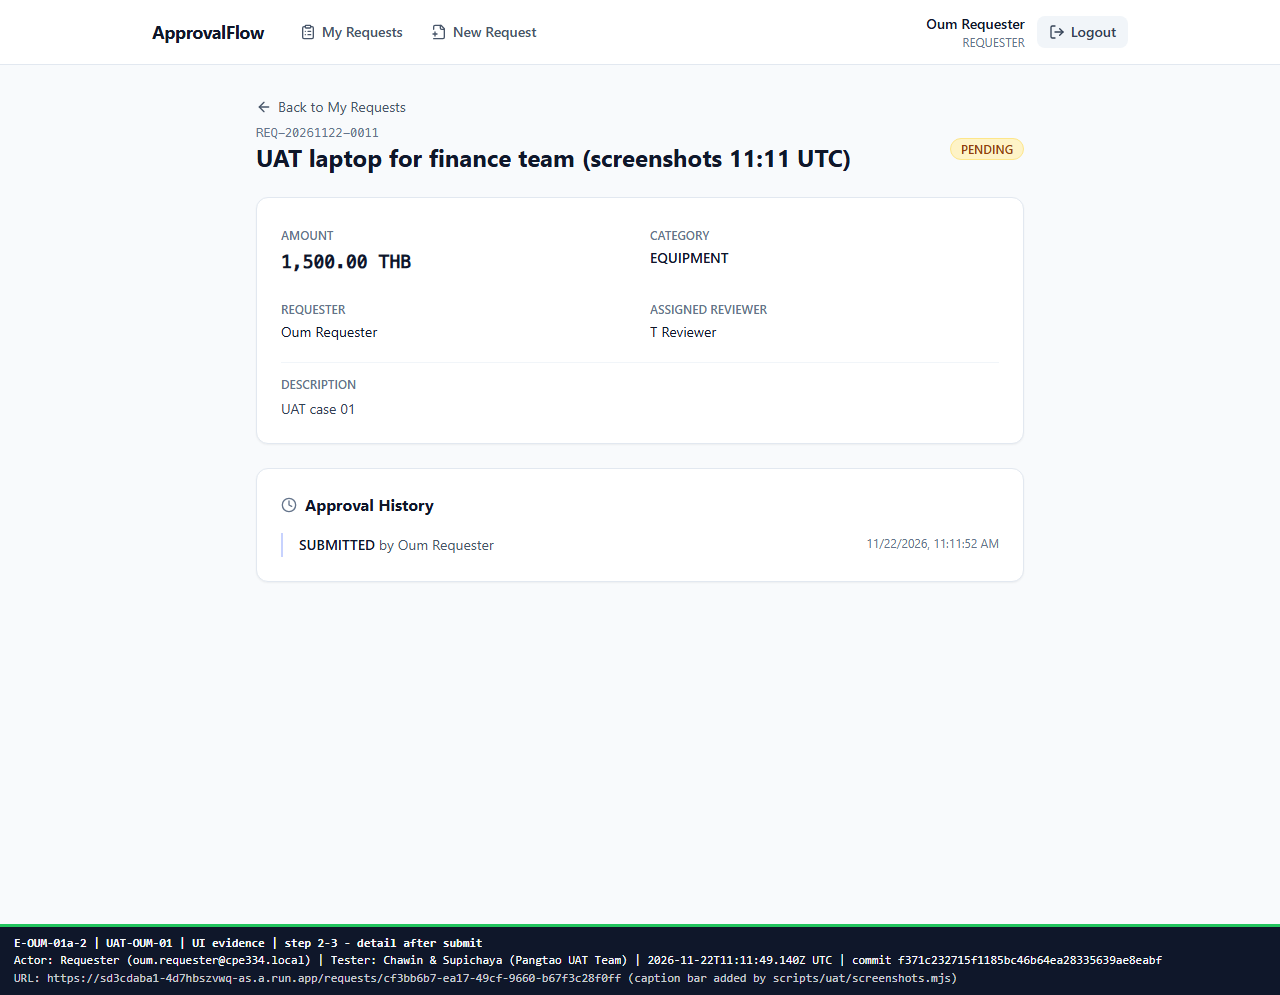 ApprovalFlow
My Requests
New Request
Oum Requester
REQUESTER
Logout
Back to My Requests
REQ-20261122-0011
UAT laptop for finance team (screenshots 11:11 UTC)
PENDING
AMOUNT
1,500.00 THB
CATEGORY
EQUIPMENT
REQUESTER
Oum Requester
ASSIGNED REVIEWER
T Reviewer
DESCRIPTION
UAT case 01
Approval History
SUBMITTED by Oum Requester
11/22/2026, 11:11:52 AM
E-OUM-01a-2 | UAT-OUM-01 | UI evidence | step 2-3 - detail after submit
Actor: Requester (oum.requester@cpe334.local) | Tester: Chawin & Supichaya (Pangtao UAT Team) | 2026-11-22T11:11:49.140Z UTC | commit f371c232715f1185bc46b64ea28335639ae8eabf
URL: https://sd3cdaba1-4d7hbszvwq-as.a.run.app/requests/cf3bb6b7-ea17-49cf-9660-b67f3c28f0ff (caption bar added by scripts/uat/screenshots.mjs)